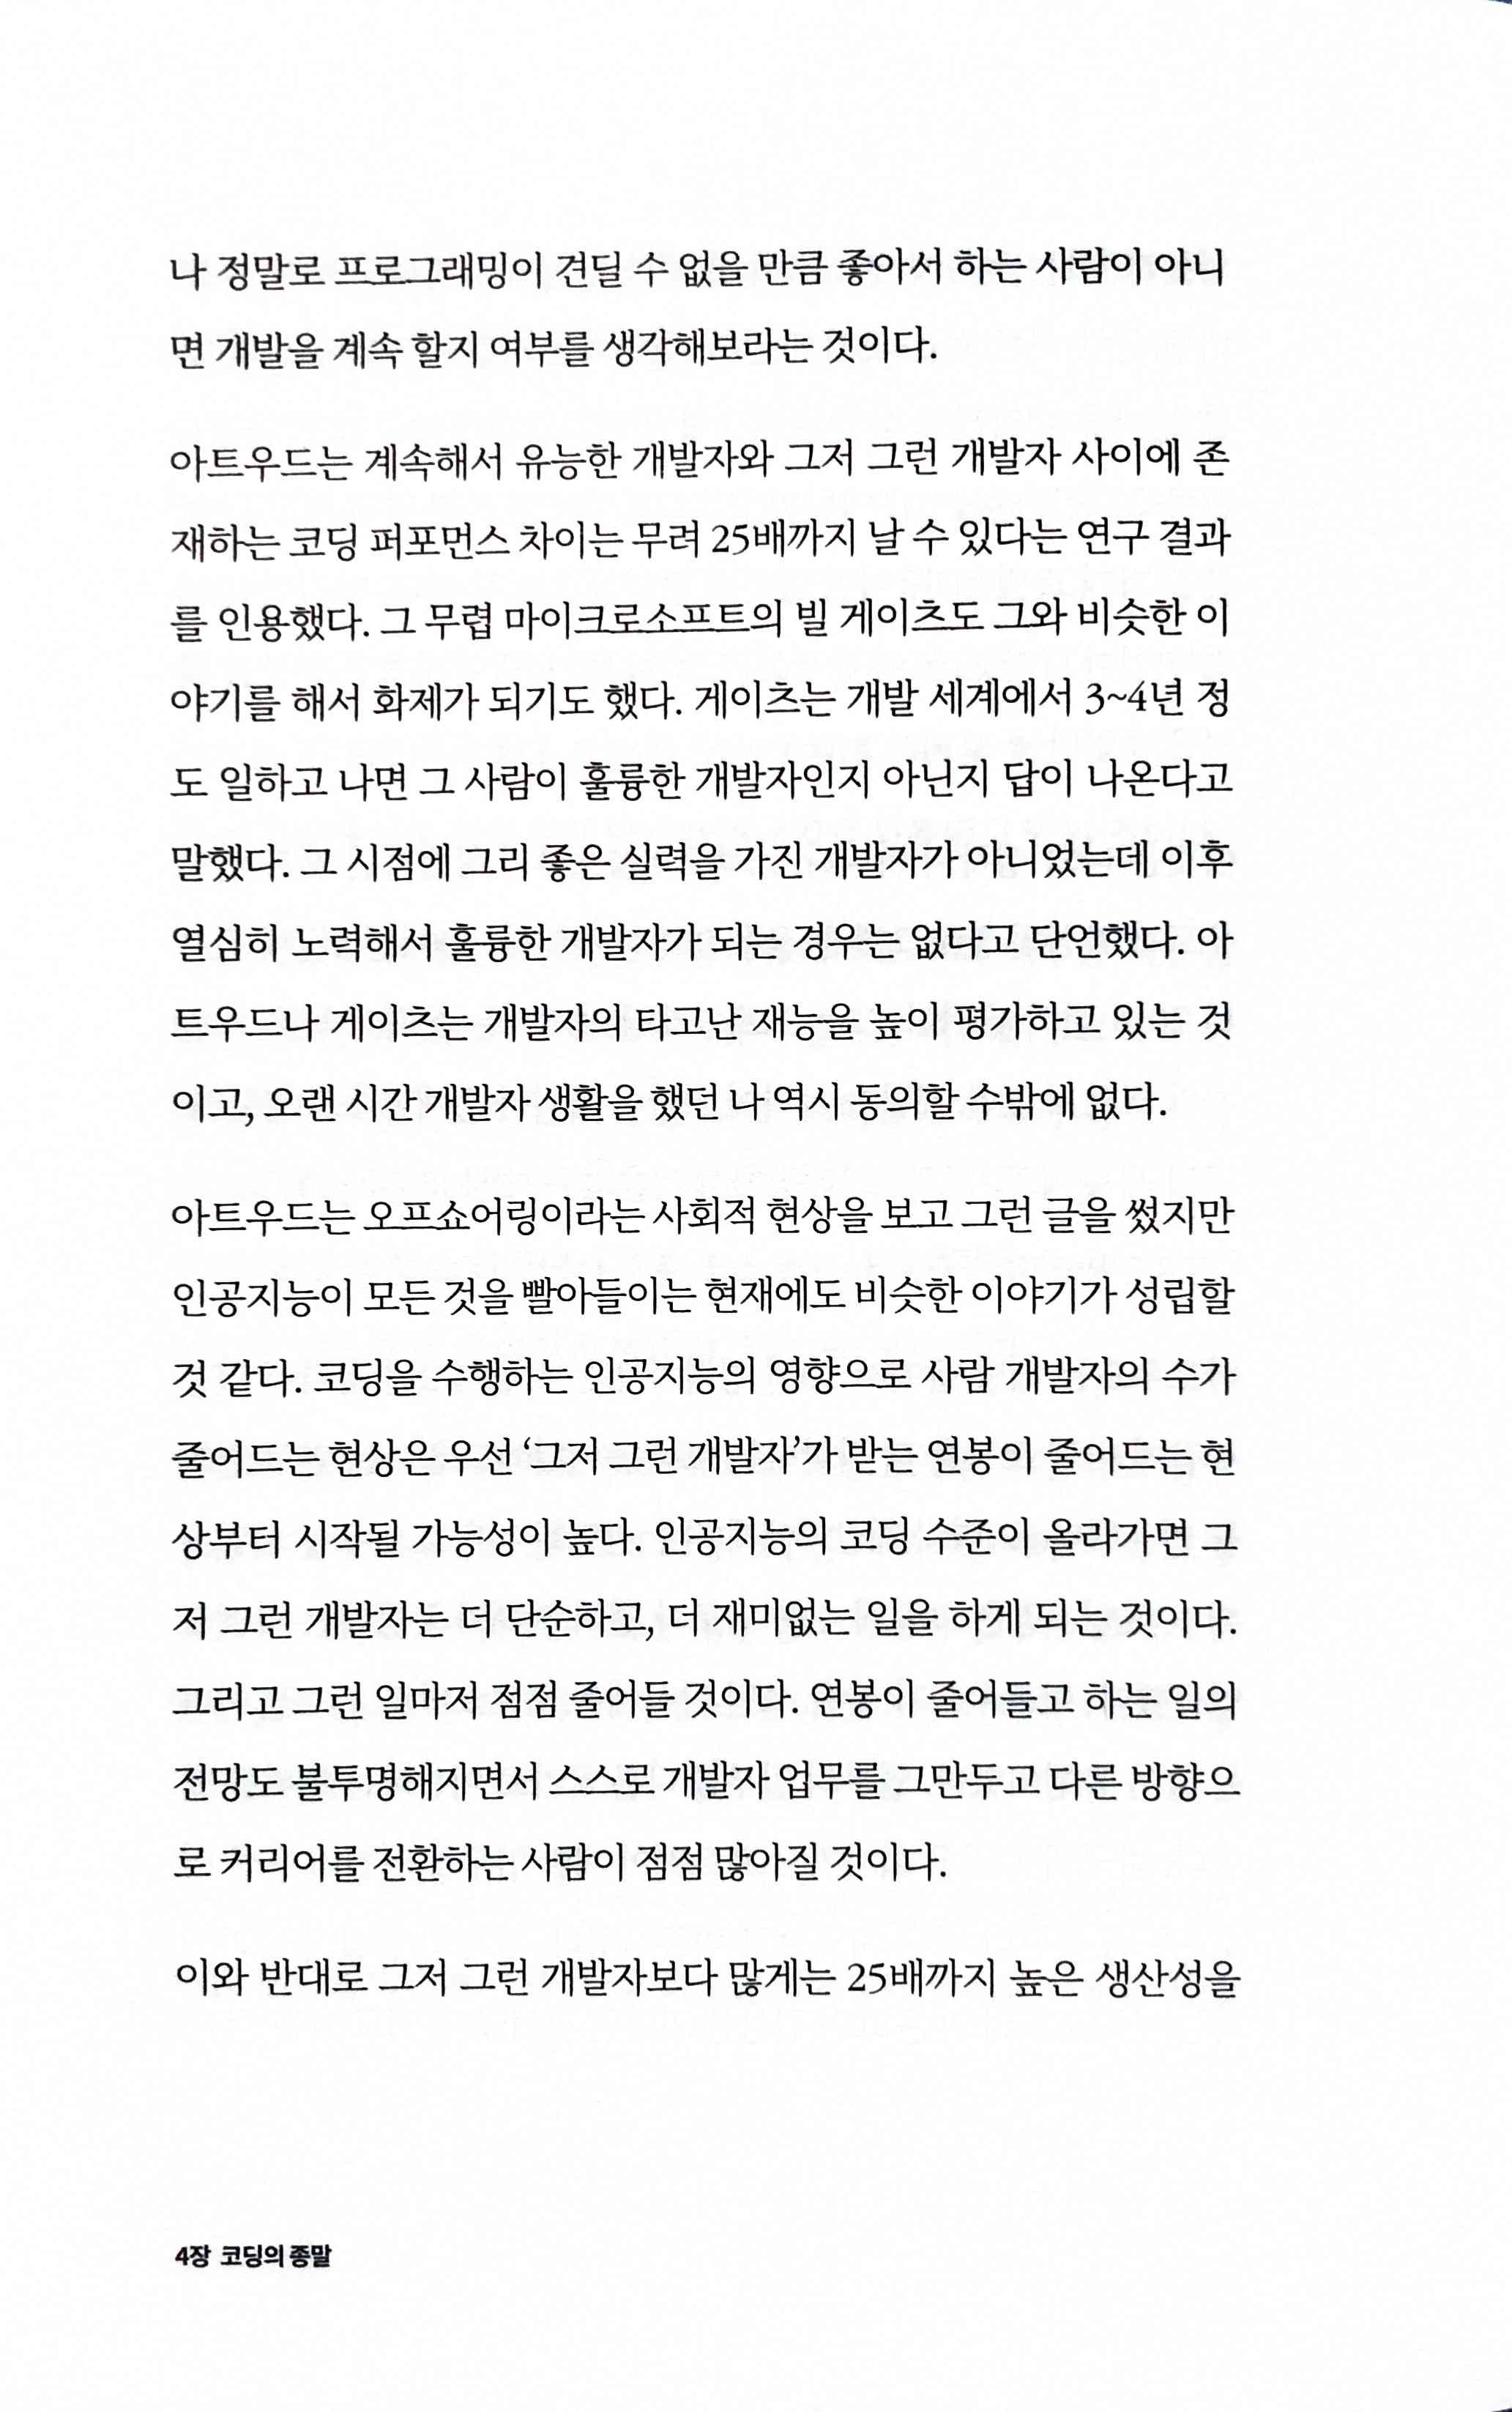 나 정말로 프로그래밍이 견딜 수 없을 만큼 좋아서 하는 사람이 아니
면 개발을 계속 할지 여부를 생각해보라는 것이다.
아트우드는 계속해서 유능한 개발자와 그저 그런 개발자 사이에 존
재하는 코딩 퍼포먼스 차이는 무려 25배까지 날 수 있다는 연구 결과
를 인용했다. 그 무렵 마이크로소프트의 빌 게이츠도 그와 비슷한 이
야기를 해서 화제가 되기도 했다. 게이츠는 개발 세계에서 3~4년 정
도 일하고 나면 그 사람이 훌륭한 개발자인지 아닌지 답이 나온다고
말했다. 그 시점에 그리 좋은 실력을 가진 개발자가 아니었는데 이후
열심히 노력해서 훌륭한 개발자가 되는 경우는 없다고 단언했다. 아
트우드나 게이츠는 개발자의 타고난 재능을 높이 평가하고 있는 것
이고, 오랜 시간 개발자 생활을 했던 나 역시 동의할 수밖에 없다.
아트우드는 오프쇼어링이라는 사회적 현상을 보고 그런 글을 썼지만
인공지능이 모든 것을 빨아들이는 현재에도 비슷한 이야기가 성립할
것 같다. 코딩을 수행하는 인공지능의 영향으로 사람 개발자의 수가
줄어드는 현상은 우선 ‘그저 그런 개발자’가 받는 연봉이 줄어드는 현
상부터 시작될 가능성이 높다. 인공지능의 코딩 수준이 올라가면 그
저 그런 개발자는 더 단순하고, 더 재미없는 일을 하게 되는 것이다.
그리고 그런 일마저 점점 줄어들 것이다. 연봉이 줄어들고 하는 일의
전망도 불투명해지면서 스스로 개발자 업무를 그만두고 다른 방향으
로 커리어를 전환하는 사람이 점점 많아질 것이다.
이와 반대로 그저 그런 개발자보다 많게는 25배까지 높은 생산성을
4장 코딩의 종말